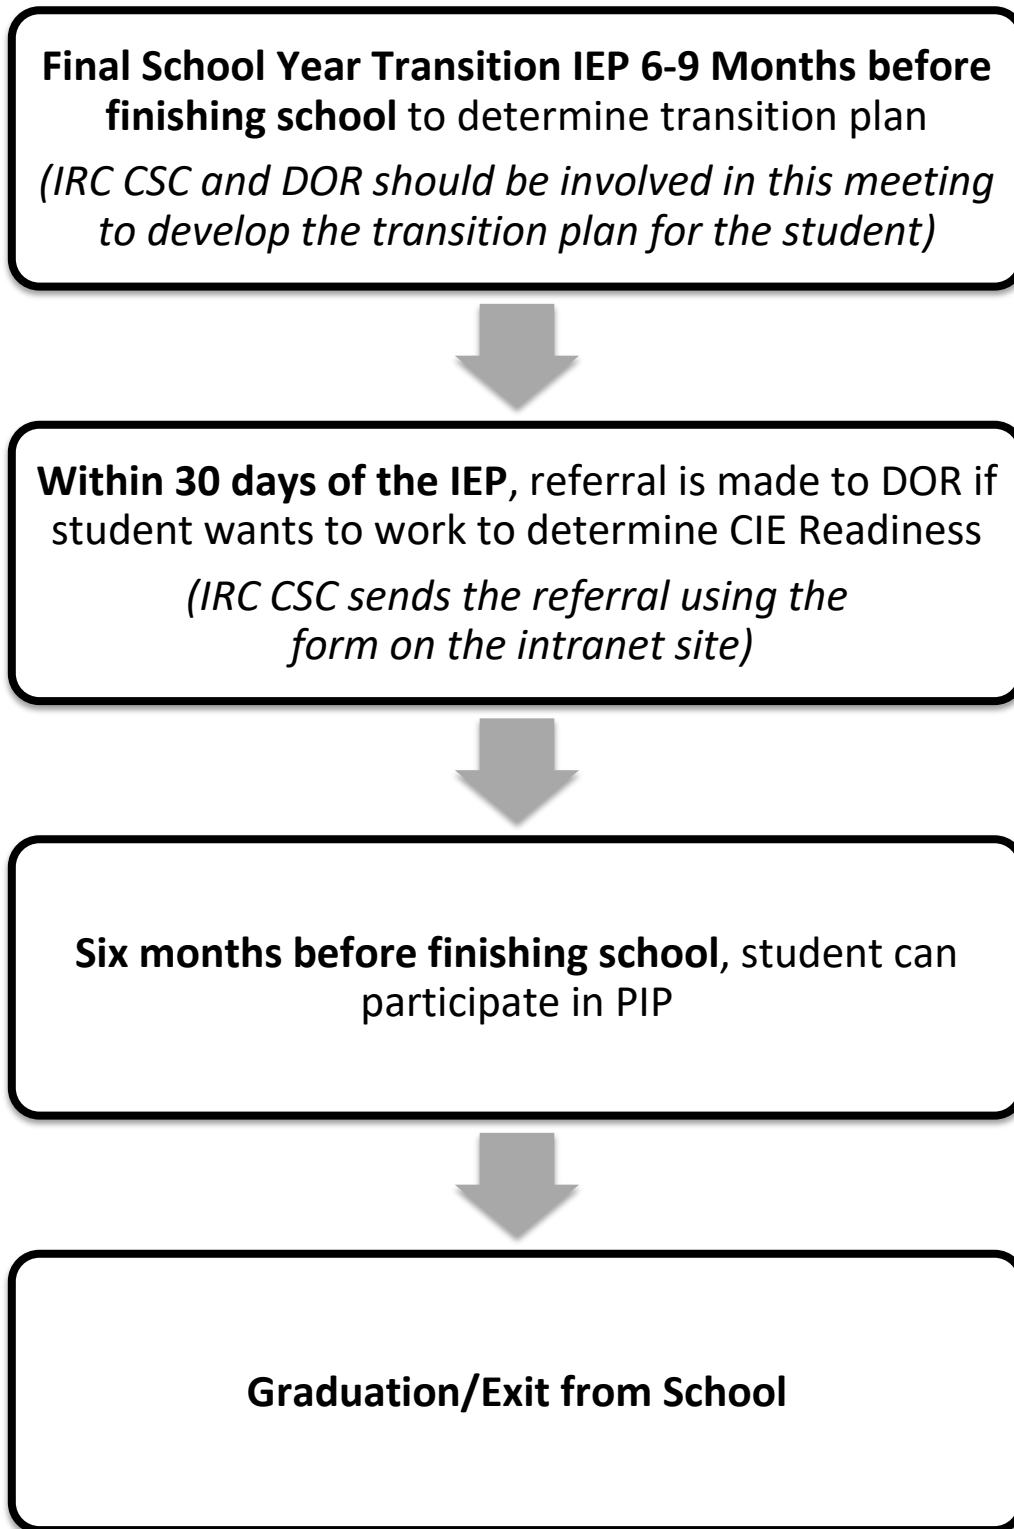 Final School Year Transition IEP 6-9 Months before
finishing school to determine transition plan
(IRC CSC and DOR should be involved in this meeting
to develop the transition plan for the student)
Within 30 days of the IEP, referral is made to DOR if
student wants to work to determine CIE Readiness
(IRC CSC sends the referral using the
form on the intranet site)
Six months before finishing school, student can
participate in PIP
Graduation/Exit from School